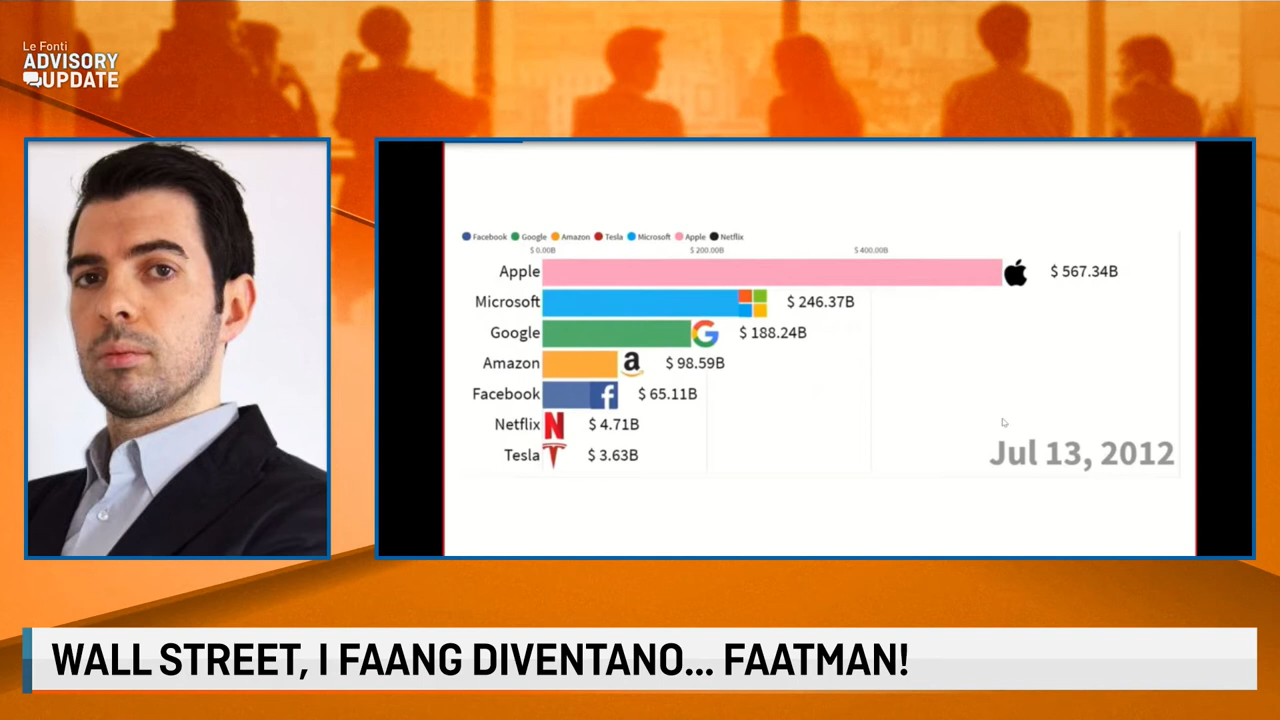 Le Fonti
ADVISORY
UPDATE
Facebook Google Amazon Tesla Microsoft Apple Netflix
$ 0.00B $ 200.00B $ 400.00B
Apple $ 567.34B
Microsoft $ 246.37B
Google G $ 188.24B
Amazon a $ 98.59B
Facebook f $ 65.11B
Netflix N $ 4.71B
Tesla T $ 3.63B
Jul 13, 2012
WALL STREET, I FAANG DIVENTANO... FAATMAN!